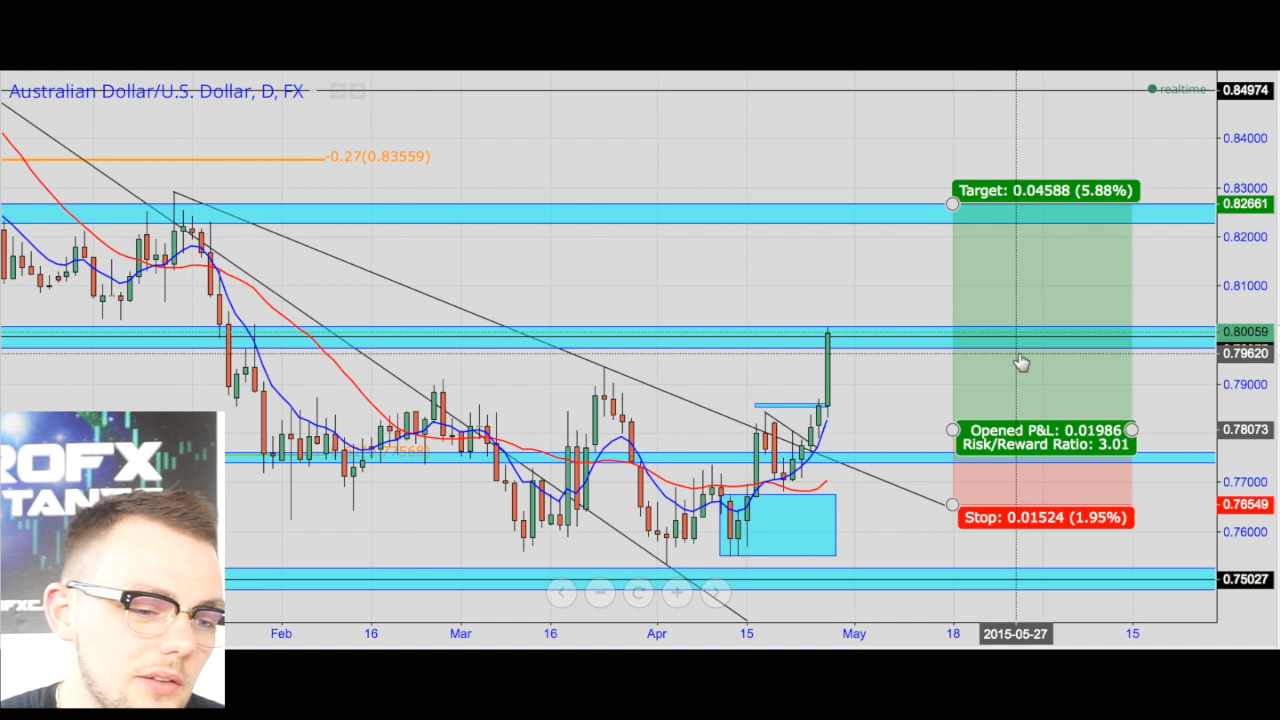 Australian Dollar/U.S. Dollar, D, FX
realtime
0.84974
0.84000
-0.27(0.83559)
Target: 0.04588 (5.88%)
0.83000
0.82661
0.82000
0.81000
0.80059
0.79620
0.79000
Opened P&L: 0.01986
Risk/Reward Ratio: 3.01
0.78073
0.77000
0.76549
Stop: 0.01524 (1.95%)
0.76000
0.75027
ROFX
TAN
Feb 16 Mar 16 Apr 15 May 18 2015-05-27 15